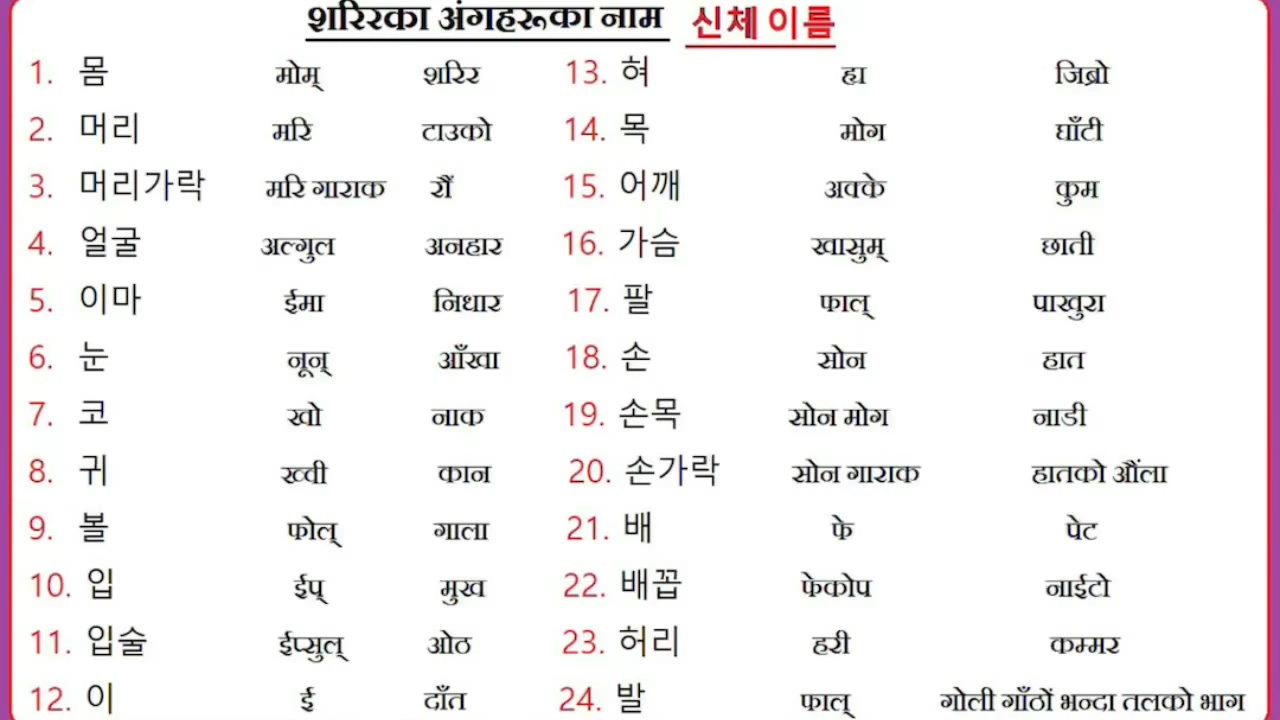 शरिरका अंगहरूका नाम 신체 이름
1. 몸 मोम् शरिर
2. 머리 मरि टाउको
3. 머리가락 मरि गाराक रौं
4. 얼굴 अल्गुल अनहार
5. 이마 ईमा निधार
6. 눈 नून् आँखा
7. 코 खो नाक
8. 귀 ख्वी कान
9. 볼 फोल् गाला
10. 입 ईप् मुख
11. 입술 ईप्सुल् ओठ
12. 이 ई दाँत
13. 혀 ह्या जिब्रो
14. 목 मोग घाँटी
15. 어깨 अक्के कुम
16. 가슴 खासुम् छाती
17. 팔 फाल् पाखुरा
18. 손 सोन हात
19. 손목 सोन मोग नाडी
20. 손가락 सोन गाराक हातको औंला
21. 배 फे पेट
22. 배꼽 फेकोप नाईटो
23. 허리 हरी कम्मर
24. 발 फाल् गोली गाँठों भन्दा तलको भाग